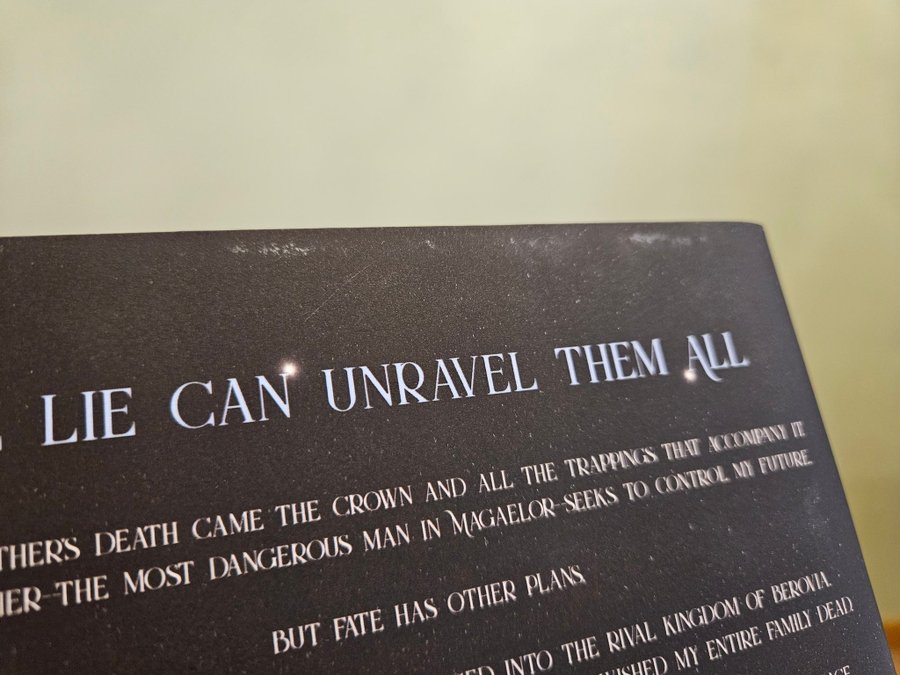 LIE CAN UNRAVEL THEM ALL
DEATH CAME THE CROWN AND ALL THE TRAPPINGS THAT ACCOMPANY IT.
THE MOST DANGEROUS MAN IN MAGAELOR—SEEKS TO CONTROL MY FUTURE.
BUT FATE HAS OTHER PLANS.
INTO THE RIVAL KINGDOM OF BEROVIA.
MY ENTIRE FAMILY DEAD.